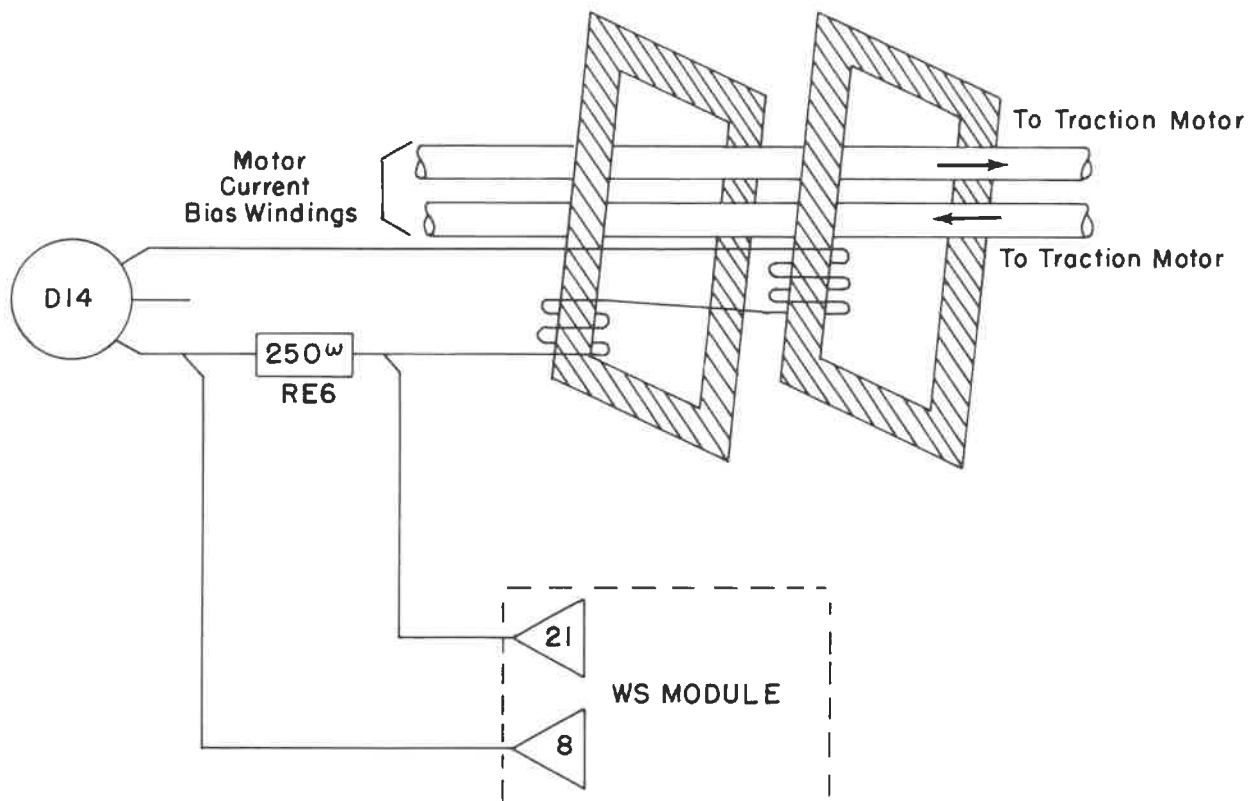 To Traction Motor
Motor
Current
Bias Windings
To Traction Motor
D14
250ω
RE6
21
WS MODULE
8